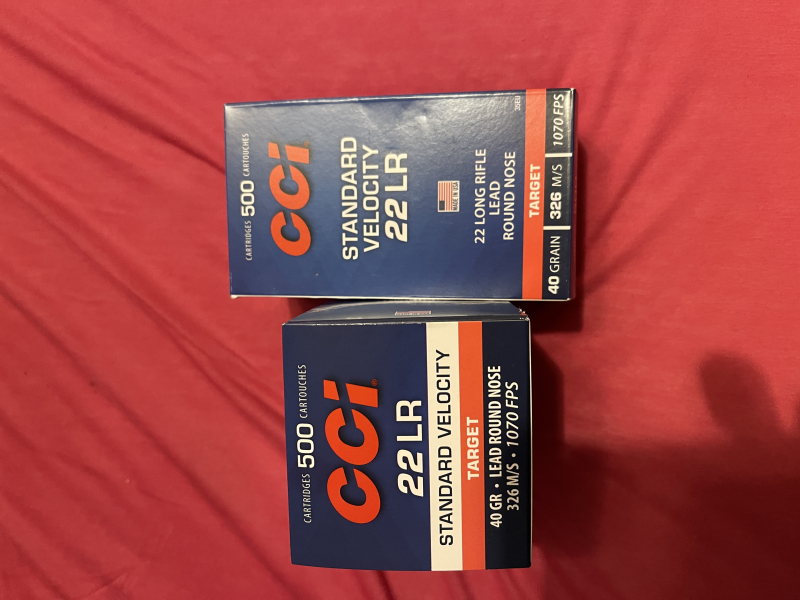 CARTRIDGES 500 CARTOUCHES
CCI
STANDARD
VELOCITY
22 LR
MADE IN USA
22 LONG RIFLE
LEAD
ROUND NOSE
TARGET
40 GRAIN 326 M/S 1070 FPS
CARTRIDGES 500 CARTOUCHES
CCI
22 LR
STANDARD VELOCITY
TARGET
40 GR • LEAD ROUND NOSE
326 M/S • 1070 FPS